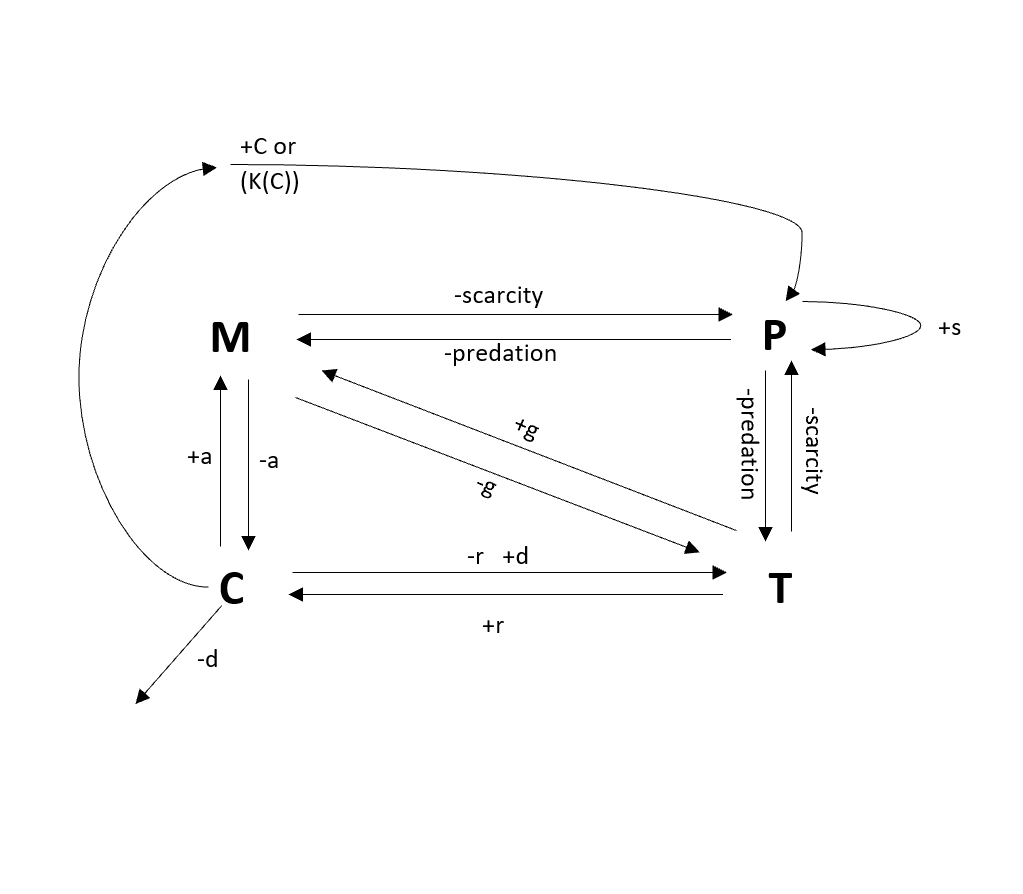 +C or
(K(C))
-scarcity
M
P
+s
-predation
+g
-g
-predation
-scarcity
+a
-a
-r +d
C
T
+r
-d